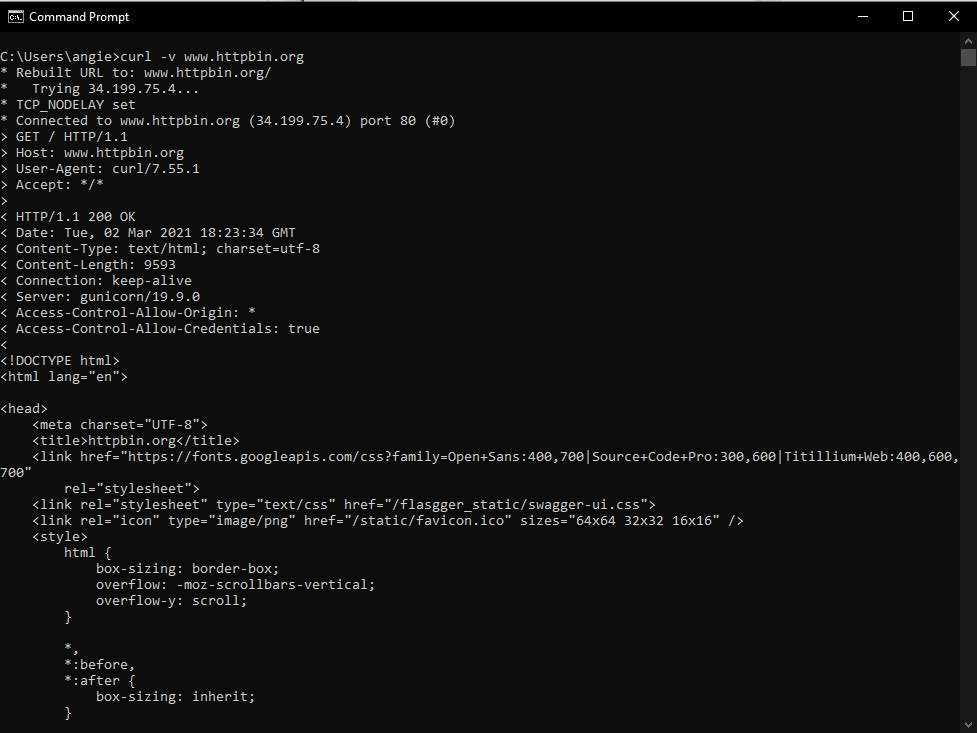 Command Prompt
C:\Users\angie>curl -v www.httpbin.org
* Rebuilt URL to: www.httpbin.org/
*   Trying 34.199.75.4...
* TCP_NODELAY set
* Connected to www.httpbin.org (34.199.75.4) port 80 (#0)
> GET / HTTP/1.1
> Host: www.httpbin.org
> User-Agent: curl/7.55.1
> Accept: */*
>
< HTTP/1.1 200 OK
< Date: Tue, 02 Mar 2021 18:23:34 GMT
< Content-Type: text/html; charset=utf-8
< Content-Length: 9593
< Connection: keep-alive
< Server: gunicorn/19.9.0
< Access-Control-Allow-Origin: *
< Access-Control-Allow-Credentials: true
<
<!DOCTYPE html>
<html lang="en">

<head>
    <meta charset="UTF-8">
    <title>httpbin.org</title>
    <link href="https://fonts.googleapis.com/css?family=Open+Sans:400,700|Source+Code+Pro:300,600|Titillium+Web:400,600,
700"
        rel="stylesheet">
    <link rel="stylesheet" type="text/css" href="/flasgger_static/swagger-ui.css">
    <link rel="icon" type="image/png" href="/static/favicon.ico" sizes="64x64 32x32 16x16" />
    <style>
        html {
            box-sizing: border-box;
            overflow: -moz-scrollbars-vertical;
            overflow-y: scroll;
        }

        *,
        *:before,
        *:after {
            box-sizing: inherit;
        }